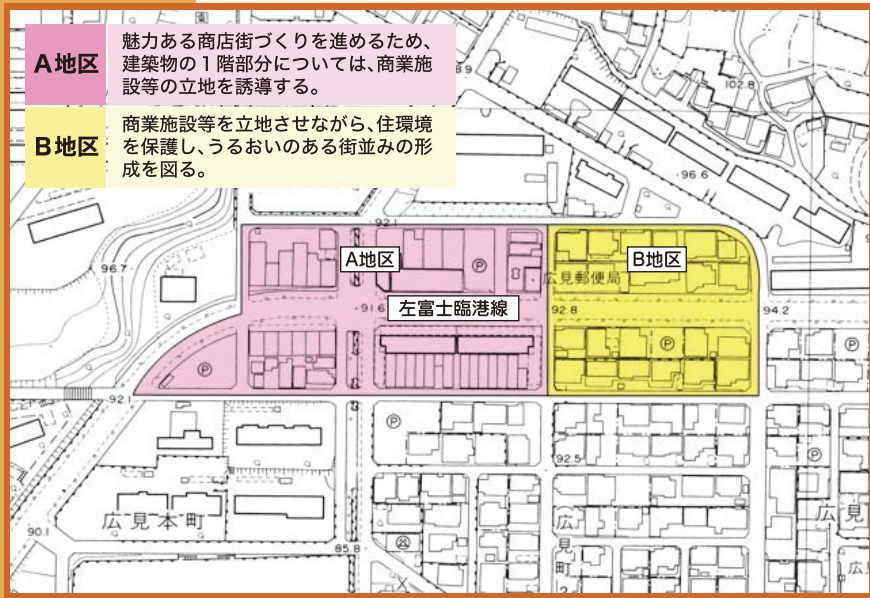 A地区
魅力ある商店街づくりを進めるため、
建築物の1階部分については、商業施
設等の立地を誘導する。
B地区
商業施設等を立地させながら、住環境
を保護し、うるおいのある街並みの形
成を図る。
102.8
96.6
92.1
A地区
P
B地区
広見郵便局
96.7
91.6
左富士臨港線
92.8
94.2
P
P
P
92.1
P
92.5
P
広見本町
広見町
広見
90.1
85.8